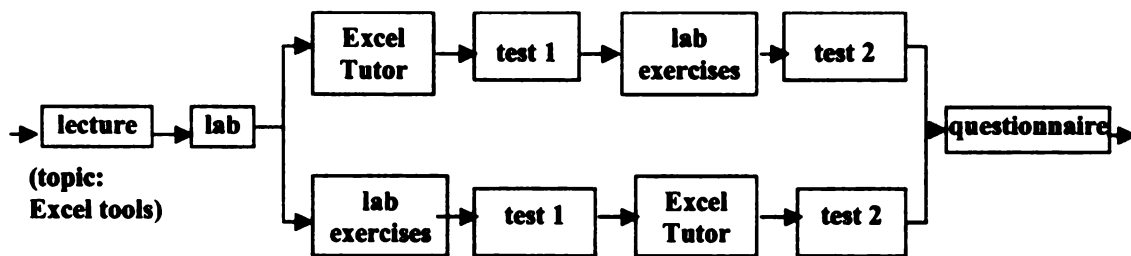 Excel
Tutor
test 1
lab
exercises
test 2
lecture
lab
questionnaire
(topic:
Excel tools)
lab
exercises
test 1
Excel
Tutor
test 2